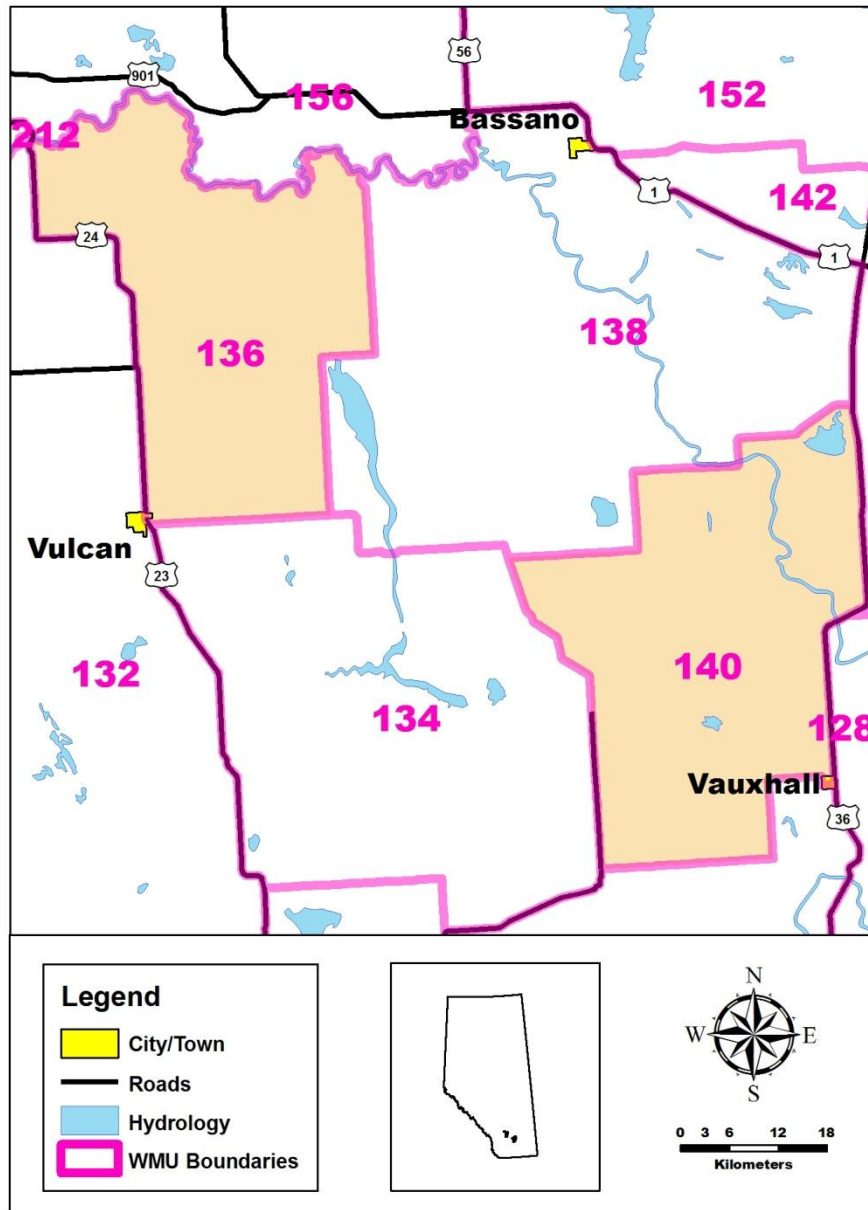 56
901
156
152
Bassano
212
142
1
24
1
138
136
Vulcan
23
132
140
134
128
Vauxhall
36
Legend
City/Town
Roads
Hydrology
WMU Boundaries
N
W E
S
0 3 6 12 18
Kilometers